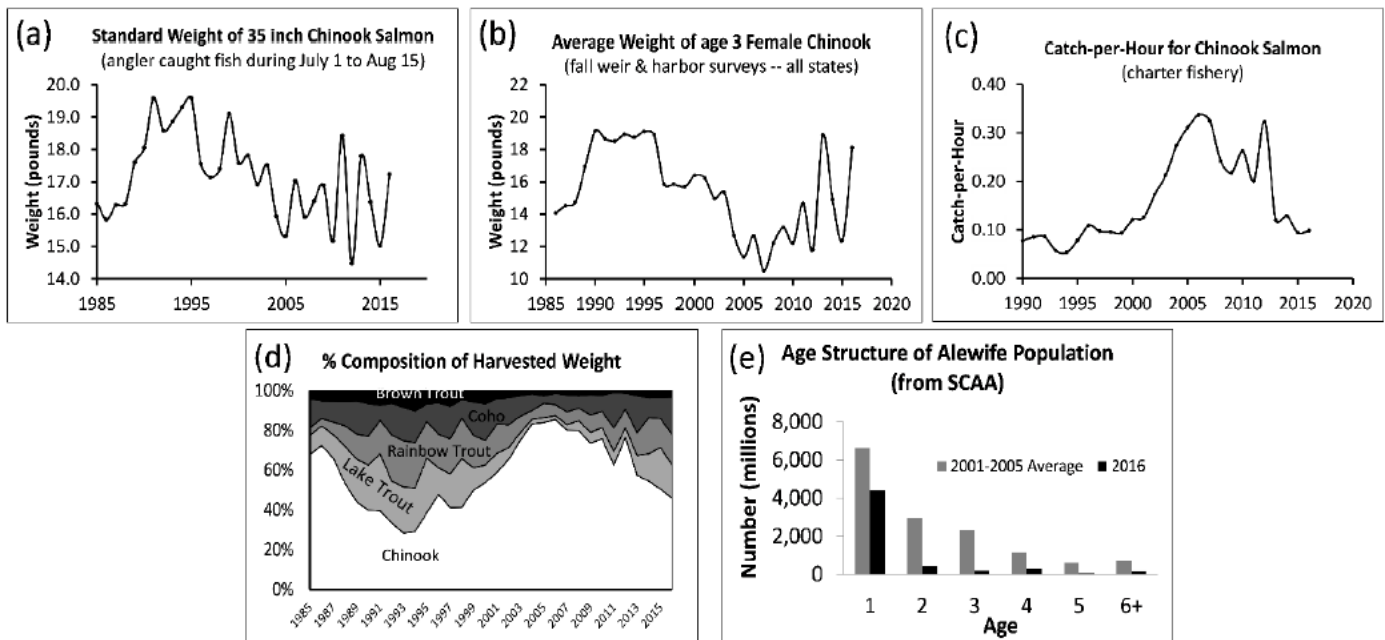 (a)
Standard Weight of 35 inch Chinook Salmon
(angler caught fish during July 1 to Aug 15)
Weight (pounds)
20.0
19.0
18.0
17.0
16.0
15.0
14.0
1985 1995 2005 2015
(b)
Average Weight of age 3 Female Chinook
(fall weir & harbor surveys -- all states)
Weight (pounds)
22
20
18
16
14
12
10
1985 1990 1995 2000 2005 2010 2015 2020
(c)
Catch-per-Hour for Chinook Salmon
(charter fishery)
Catch-per-Hour
0.40
0.30
0.20
0.10
0.00
1990 1995 2000 2005 2010 2015 2020
(d)
% Composition of Harvested Weight
100%
80%
60%
40%
20%
0%
Brown Trout
Coho
Rainbow Trout
Lake Trout
Chinook
1985 1987 1989 1991 1993 1995 1997 1999 2001 2003 2005 2007 2009 2011 2013 2015
(e)
Age Structure of Alewife Population
(from SCAA)
Number (millions)
8,000
6,000
4,000
2,000
0
2001-2005 Average 2016
1 2 3 4 5 6+
Age